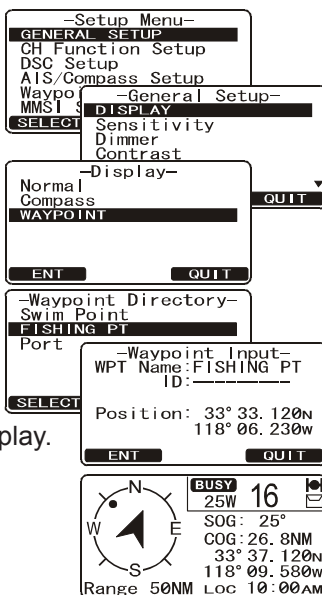 –Setup Menu–
GENERAL SETUP
CH Function Setup
DSC Setup
AIS/Compass Setup
Waypoi
MMSI S
SELECT
–General Setup–
DISPLAY
Sensitivity
Dimmer
Contrast
QUIT
–Display–
Normal
Compass
WAYPOINT
ENT QUIT
–Waypoint Directory–
Swim Point
FISHING PT
Port
SELECT
–Waypoint Input–
WPT Name:FISHING PT
ID:–––––––––
Position: 33°33.120N
118°06.230W
ENT QUIT
play.
N
W E
S
Range 50NM
BUSY
25W 16
SOG: 25°
COG:26.8NM
33°37.120N
118°09.580W
LOC 10:00AM